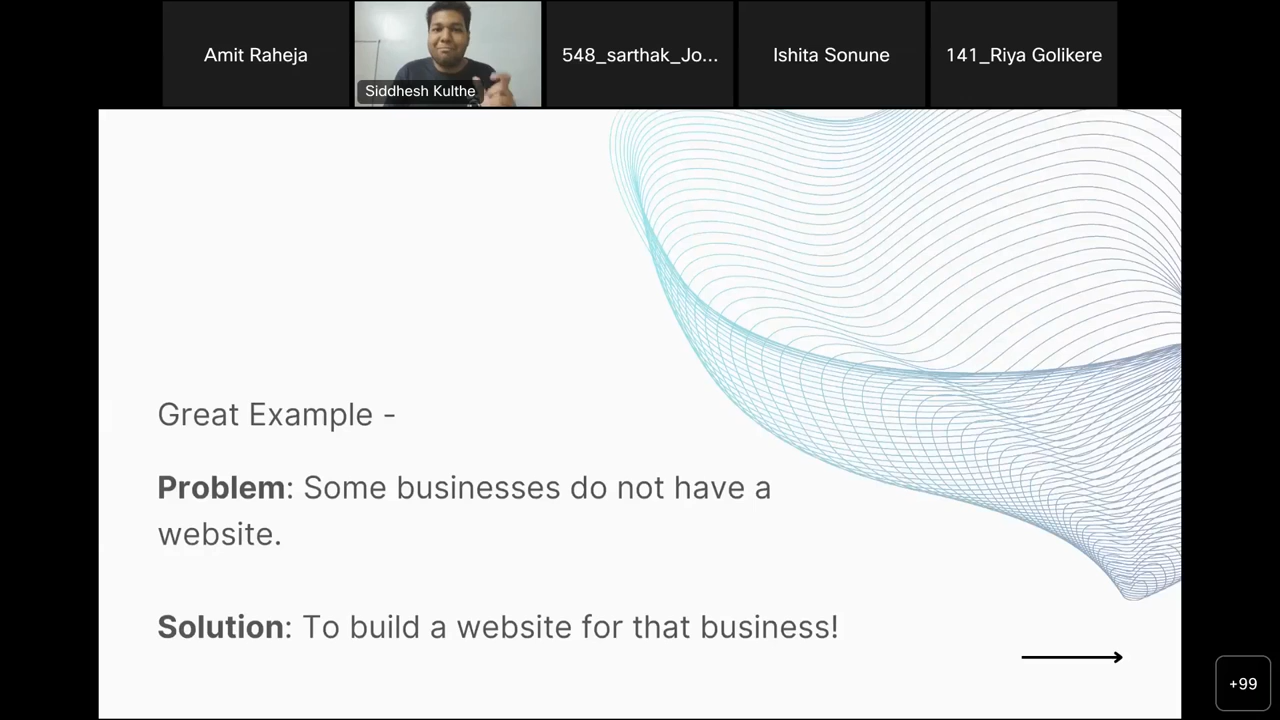 Amit Raheja
Siddhesh Kulthe
548_sarthak_Jo...
Ishita Sonune
141_Riya Golikere
Great Example -
Problem: Some businesses do not have a
website.
Solution: To build a website for that business!
+99